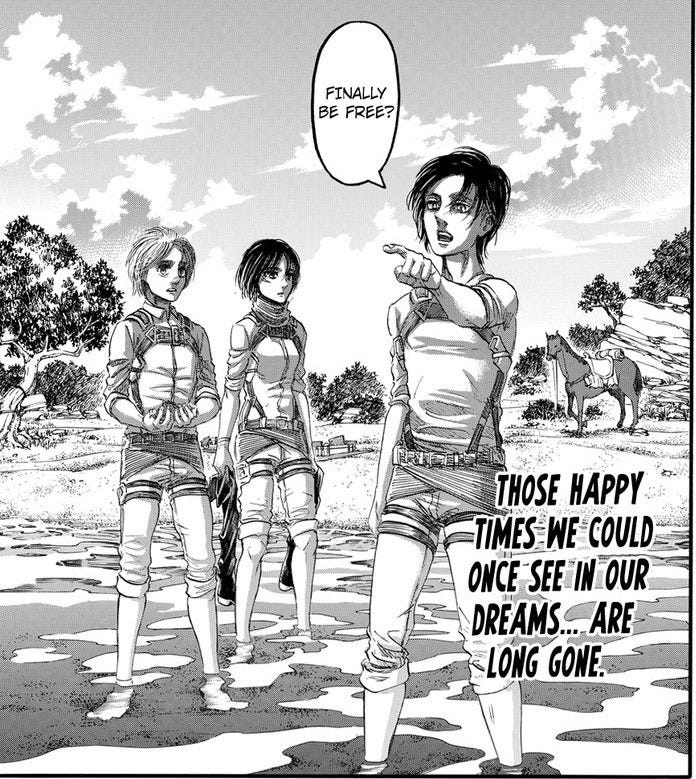 FINALLY
BE FREE?
THOSE HAPPY
TIMES WE COULD
ONCE SEE IN OUR
DREAMS... ARE
LONG GONE.